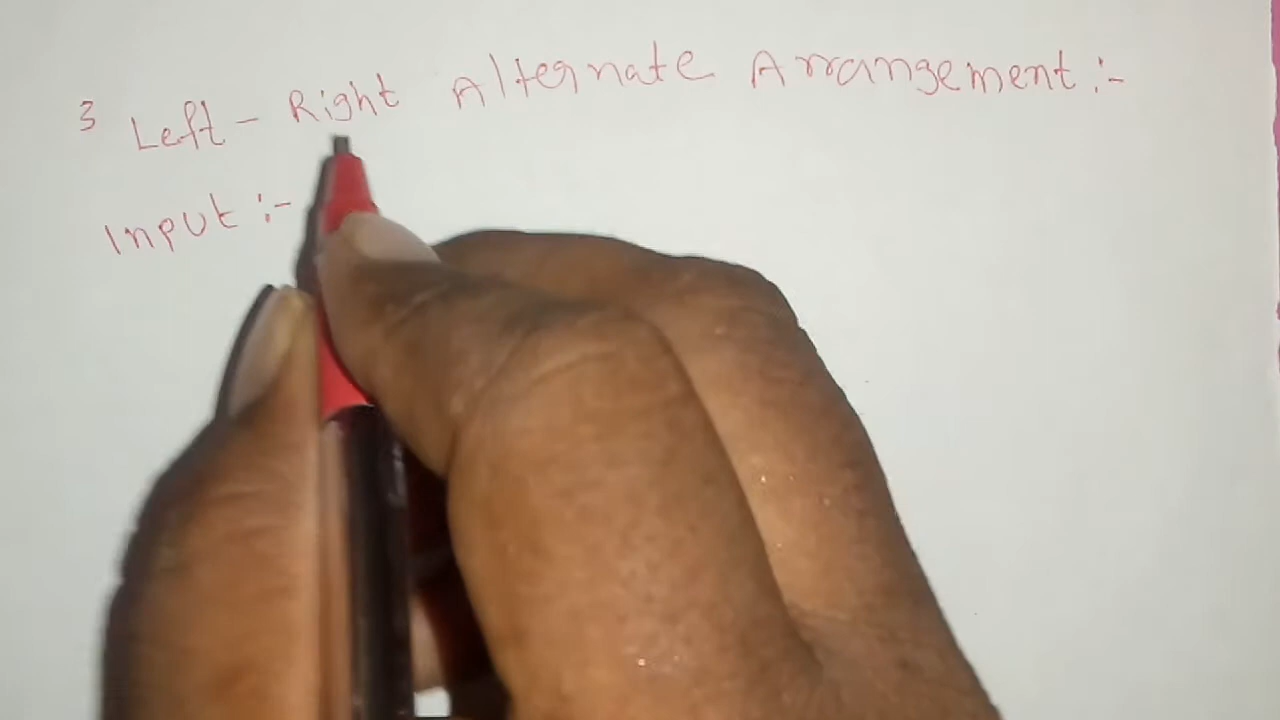 3 Left - Right Alternate Arrangement :-
Input :-